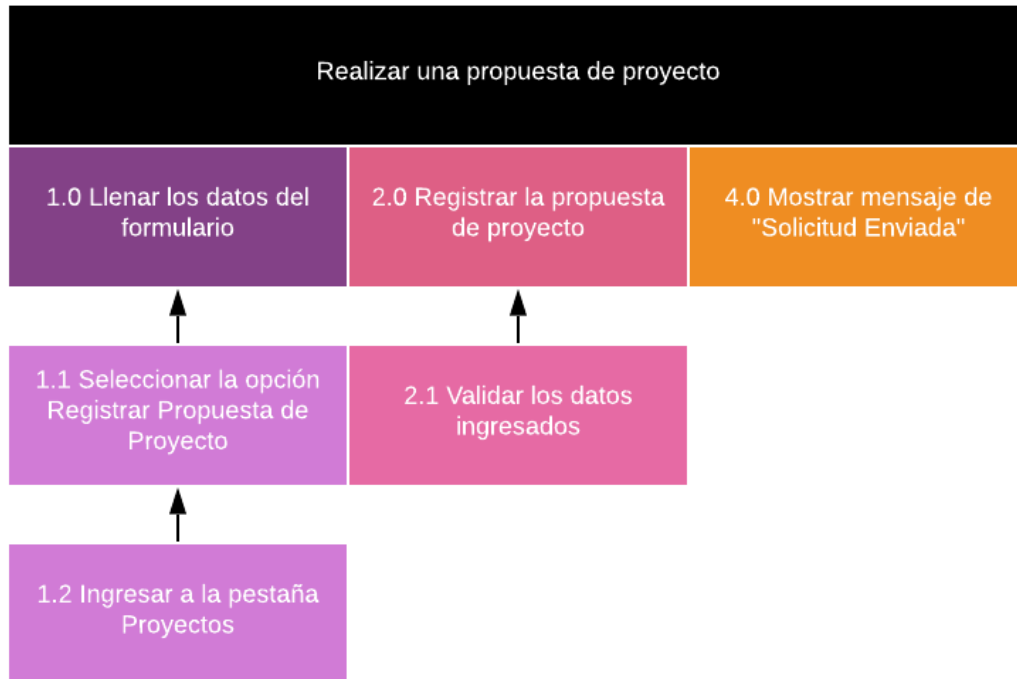 Realizar una propuesta de proyecto
1.0 Llenar los datos del
formulario
2.0 Registrar la propuesta
de proyecto
4.0 Mostrar mensaje de
"Solicitud Enviada"
1.1 Seleccionar la opción
Registrar Propuesta de
Proyecto
2.1 Validar los datos
ingresados
1.2 Ingresar a la pestaña
Proyectos